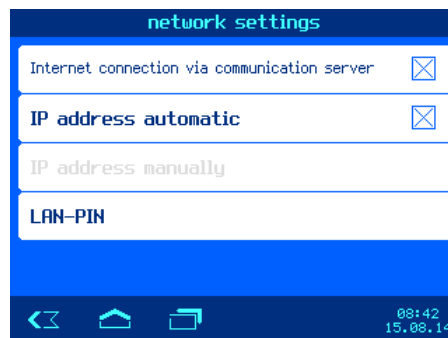 network settings
Internet connection via communication server
IP address automatic
IP address manually
LAN-PIN
08:42
15.08.14